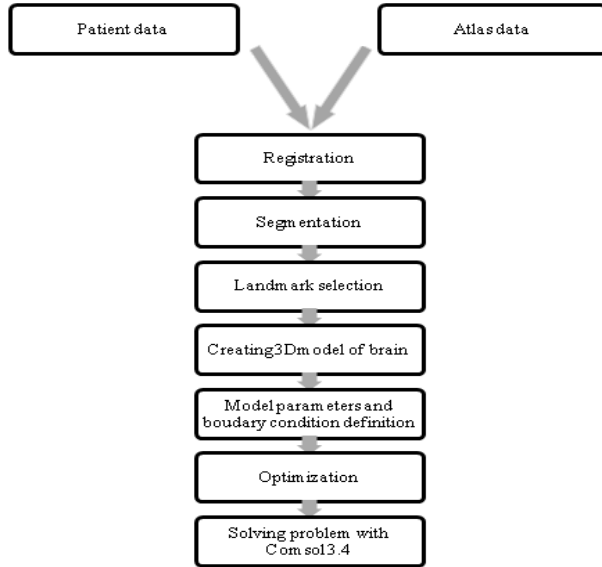 Patient data
Atlas data
Registration
Segmentation
Landmark selection
Creating3Dmodel of brain
Model parameters and
boudary condition definition
Optimization
Solving problem with
Comsol3.4